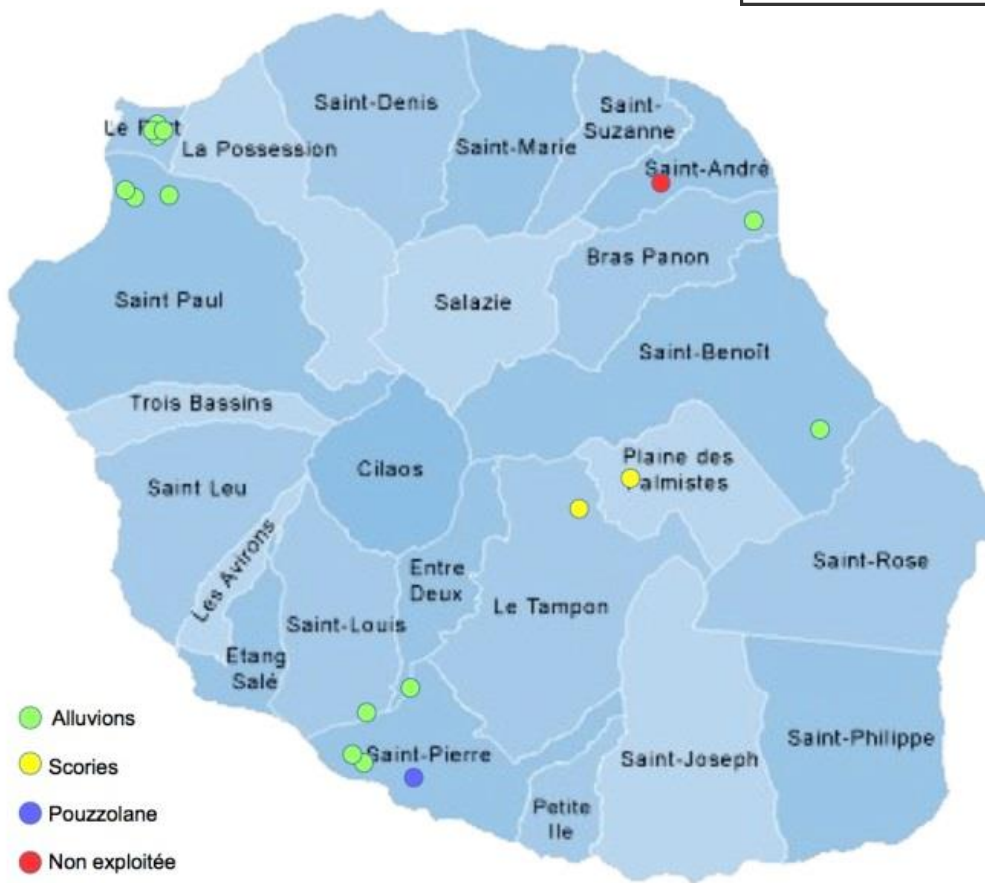 Saint-Denis
Saint-
Suzanne
Saint-Marie
La Possession
Saint-André
Bras Panon
Saint Paul
Salazie
Saint-Benoît
Trois Bassins
Cilaos
Plaine des
Palmistes
Saint Leu
Saint-Rose
Les Avirons
Entre
Deux
Le Tampon
Saint-Louis
Etang
Salé
Saint-Pierre
Saint-Joseph
Saint-Philippe
Petite
Ile
Alluvions
Scories
Pouzzolane
Non exploitée